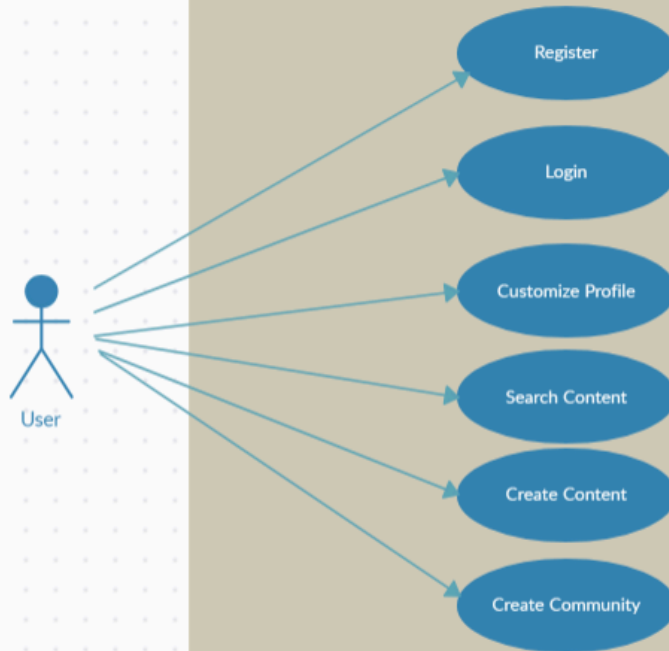 Register
Login
Customize Profile
Search Content
Create Content
Create Community
User